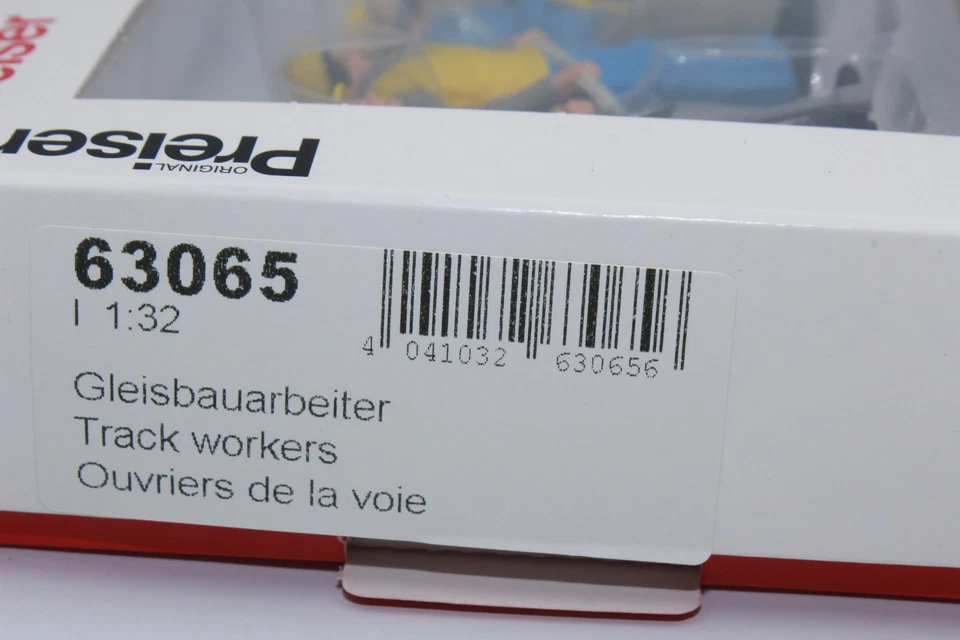 Preiser
ORIGINAL
63065
I 1:32
4 041032 630656
Gleisbauarbeiter
Track workers
Ouvriers de la voie